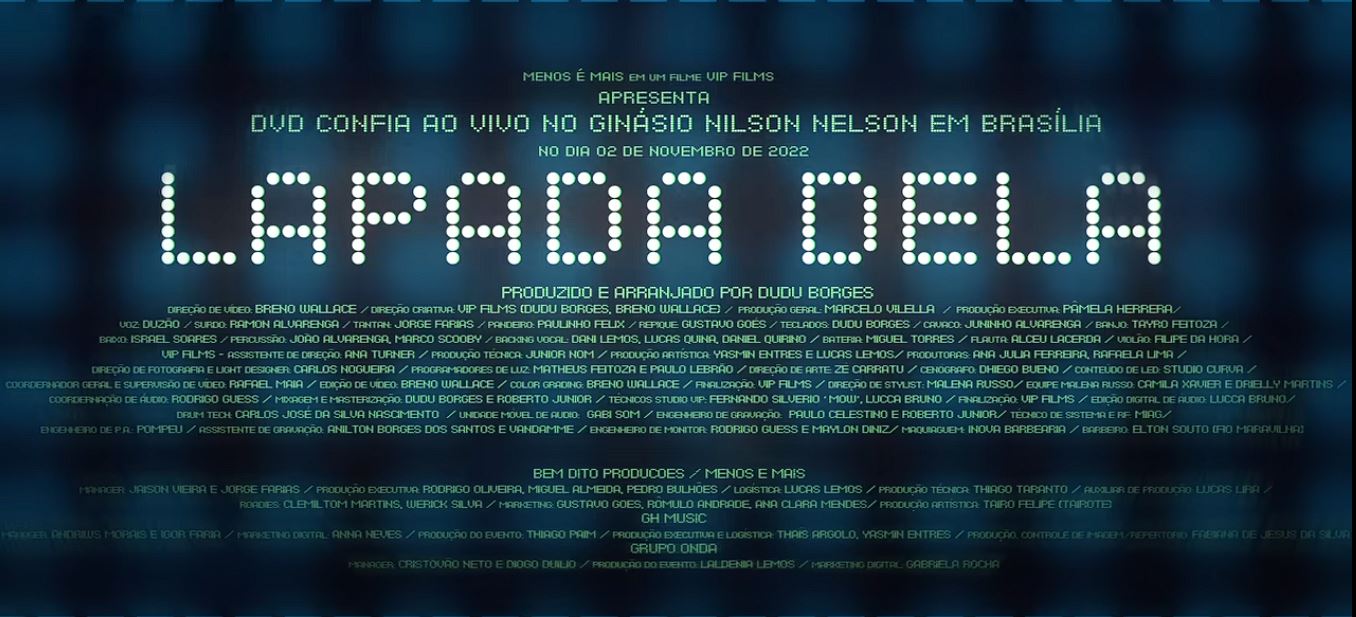 MENOS É MAIS EM UM FILME VIP FILMS
APRESENTA
DVD CONFIA AO VIVO NO GINÁSIO NILSON NELSON EM BRASÍLIA
NO DIA 02 DE NOVEMBRO DE 2022
LAPADA DELA
PRODUZIDO E ARRANJADO POR DUDU BORGES
DIREÇÃO DE VÍDEO: BRENO WALLACE / DIREÇÃO CRIATIVA: VIP FILMS (DUDU BORGES, BRENO WALLACE) / PRODUÇÃO GERAL: MARCELO VILELLA / PRODUÇÃO EXECUTIVA: PÂMELA HERRERA/
VOZ: DUZÃO / SURDO: RAMON ALVARENGA / TANTAN: JORGE FARIAS / PANDEIRO: PAULINHO FELIX / REPIQUE: GUSTAVO GOÉS / TECLADOS: DUDU BORGES / CAVACO: JUNINHO ALVARENGA / BANJO: TAYRO FEITOZA /
BAIXO: ISRAEL SOARES / PERCUSSÃO: JOÃO ALVARENGA, MARCO SCOOBY / BACKING VOCAL: DANI LEMOS, LUCAS QUINA, DANIEL QUIRINO / BATERIA: MIGUEL TORRES / FLAUTA: ALCEU LACERDA / VIOLÃO: FILIPE DA HORA /
VIP FILMS - ASSISTENTE DE DIREÇÃO: ANA TURNER / PRODUÇÃO TÉCNICA: JUNIOR NOM / PRODUÇÃO ARTÍSTICA: YASMIN ENTRES E LUCAS LEMOS/ PRODUTORAS: ANA JULIA FERREIRA, RAFAELA LIMA /
DIREÇÃO DE FOTOGRAFIA E LIGHT DESIGNER: CARLOS NOGUEIRA / PROGRAMADORES DE LUZ: MATHEUS FEITOZA E PAULO LEBRÃO / DIREÇÃO DE ARTE: ZÉ CARRATU / CENÓGRAFO: DHIEGO BUENO / CONTEÚDO DE LED: STUDIO CURVA /
COORDERNADOR GERAL E SUPERVISÃO DE VÍDEO: RAFAEL MAIA / EDIÇÃO DE VÍDEO: BRENO WALLACE / COLOR GRADING: BRENO WALLACE / FINALIZAÇÃO: VIP FILMS / DIREÇÃO DE STYLIST: MALENA RUSSO/ EQUIPE MALENA RUSSO: CAMILA XAVIER E DRIELLY MARTINS /
COORDERNAÇÃO DE ÁUDIO: RODRIGO GUESS / MIXAGEM E MASTERIZAÇÃO: DUDU BORGES E ROBERTO JUNIOR / TÉCNICOS STUDIO VIP: FERNANDO SILVERIO 'MOW', LUCCA BRUNO / FINALIZAÇÃO: VIP FILMS / EDIÇÃO DIGITAL DE ÁUDIO: LUCCA BRUNO/
DRUM TECH: CARLOS JOSÉ DA SILVA NASCIMENTO / UNIDADE MÓVEL DE AUDIO: GABI SOM / ENGENHEIRO DE GRAVAÇÃO: PAULO CELESTINO E ROBERTO JUNIOR/ TÉCNICO DE SISTEMA E RF: MIAG/
ENGENHEIRO DE P.A.: POMPEU / ASSISTENTE DE GRAVAÇÃO: ANILTON BORGES DOS SANTOS E VANDAMME / ENGENHEIRO DE MONITOR: RODRIGO GUESS E MAYLON DINIZ/ MAQUIAGUEM: INOVA BARBEARIA / BARBEIRO: ELTON SOUTO (FIO MARAVILHA)
BEM DITO PRODUCOES / MENOS E MAIS
MANAGER: JAISON VIEIRA E JORGE FARIAS / PRODUÇÃO EXECUTIVA: RODRIGO OLIVEIRA, MIGUEL ALMEIDA, PEDRO BULHÕES / LOGÍSTICA: LUCAS LEMOS / PRODUÇÃO TÉCNICA: THIAGO TARANTO / AUXILIAR DE PRODUÇÃO: LUCAS LIRA /
ROADIES: CLEMILTOM MARTINS, WERICK SILVA / MARKETING: GUSTAVO GOES, RÔMULO ANDRADE, ANA CLARA MENDES/ PRODUÇÃO ARTISTICA: TAIRO FELIPE (TAIROTE)
GH MUSIC
MANAGER: ANDRIWS MORAIS E IGOR FARIA / MARKETING DIGITAL: ANNA NEVES / PRODUÇÃO DO EVENTO: THIAGO PAIM / PRODUÇÃO EXECUTIVA E LOGÍSTICA: THAÍS ARGOLO, YASMIN ENTRES / PRODUÇÃO, CONTROLE DE IMAGEM/REPERTORIO: FABIANA DE JESUS DA SILVA
GRUPO ONDA
MANAGER: CRISTOVÃO NETO E DIOGO DUILIO / PRODUÇÃO DO EVENTO: LALDENIA LEMOS / MARKETING DIGITAL: GABRIELA ROCHA